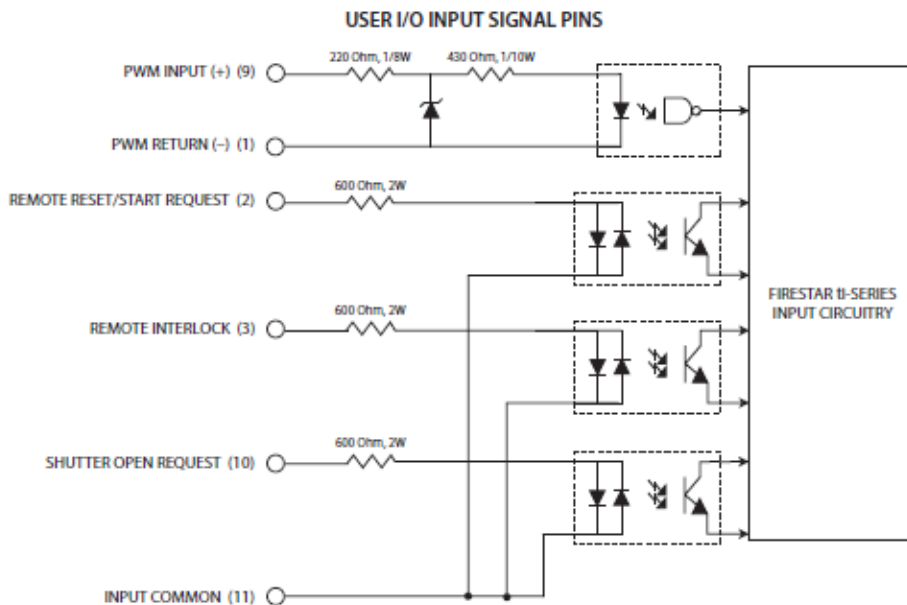 USER I/O INPUT SIGNAL PINS
220 Ohm, 1/8W 430 Ohm, 1/10W
PWM INPUT (+) (9)
PWM RETURN (–) (1)
600 Ohm, 2W
REMOTE RESET/START REQUEST (2)
FIRESTAR tI-SERIES
INPUT CIRCUITRY
600 Ohm, 2W
REMOTE INTERLOCK (3)
600 Ohm, 2W
SHUTTER OPEN REQUEST (10)
INPUT COMMON (11)